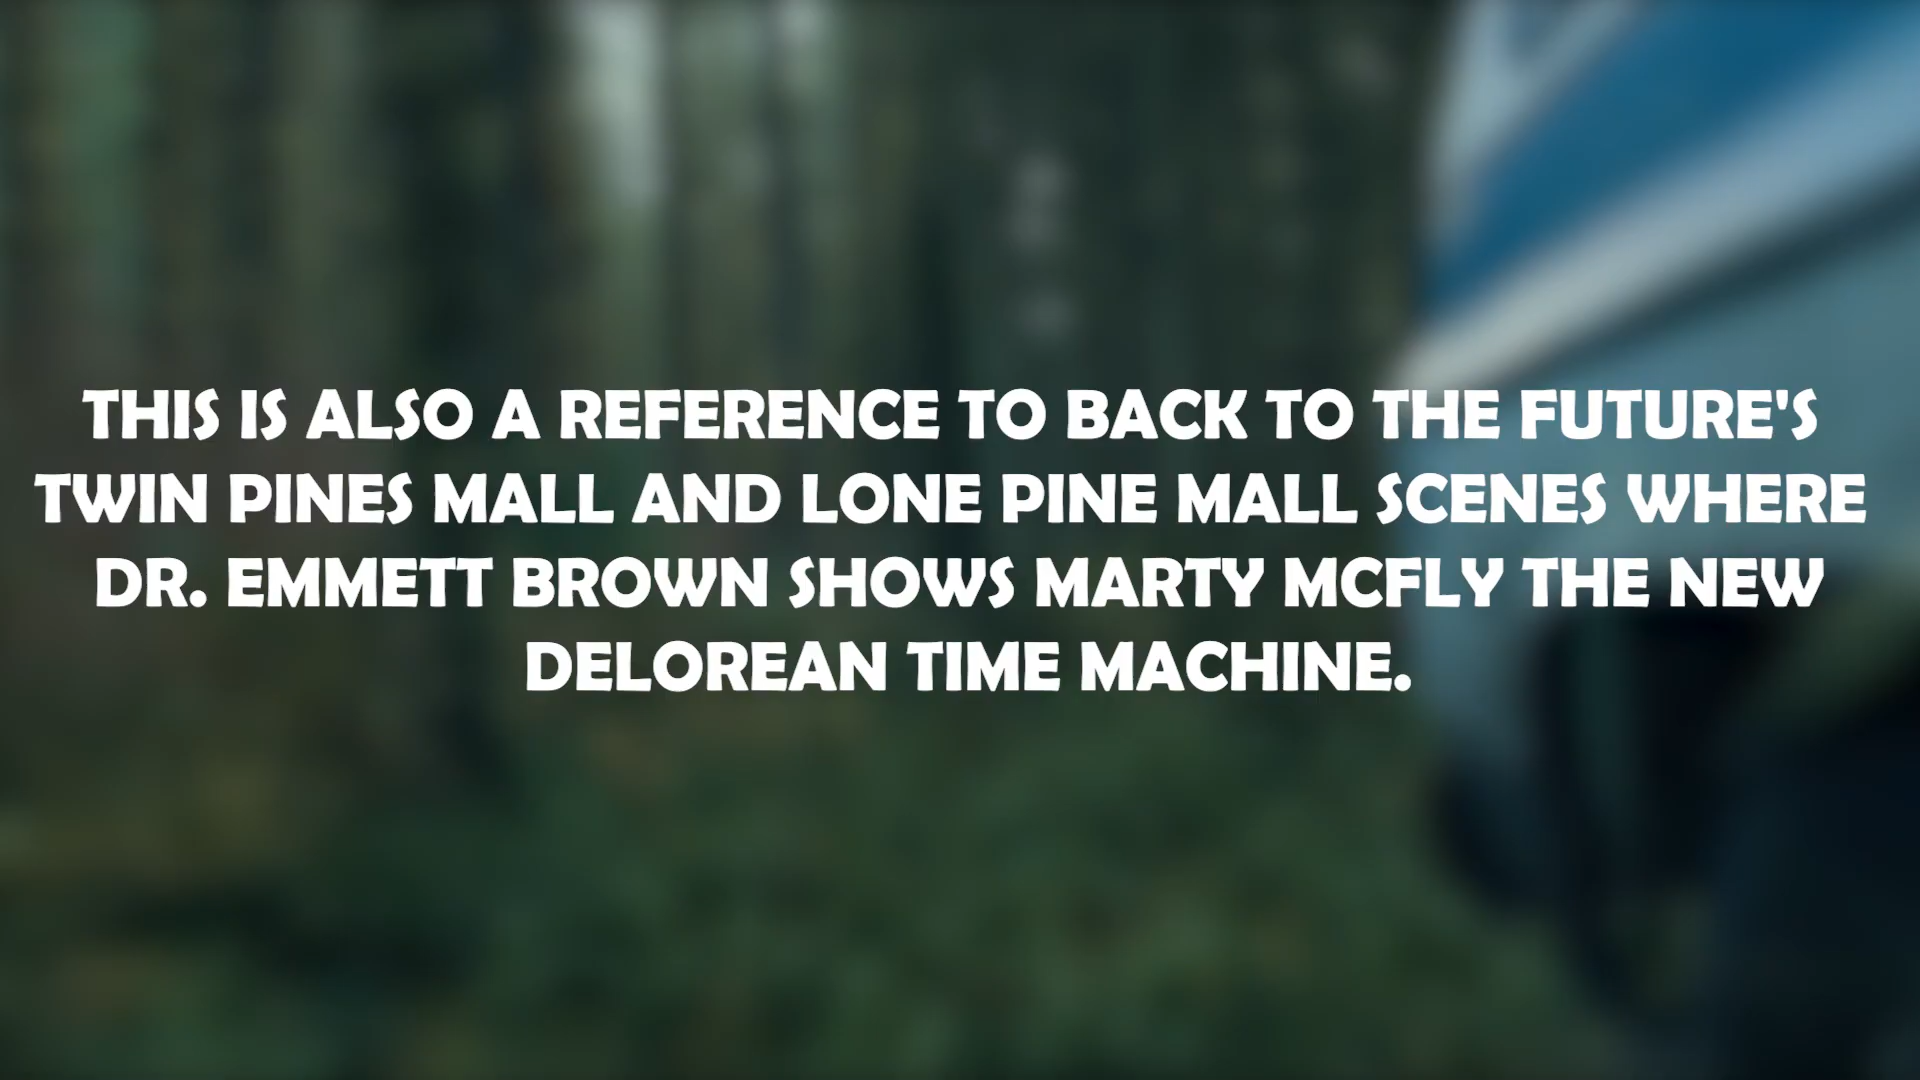 THIS IS ALSO A REFERENCE TO BACK TO THE FUTURE'S
TWIN PINES MALL AND LONE PINE MALL SCENES WHERE
DR. EMMETT BROWN SHOWS MARTY MCFLY THE NEW
DELOREAN TIME MACHINE.